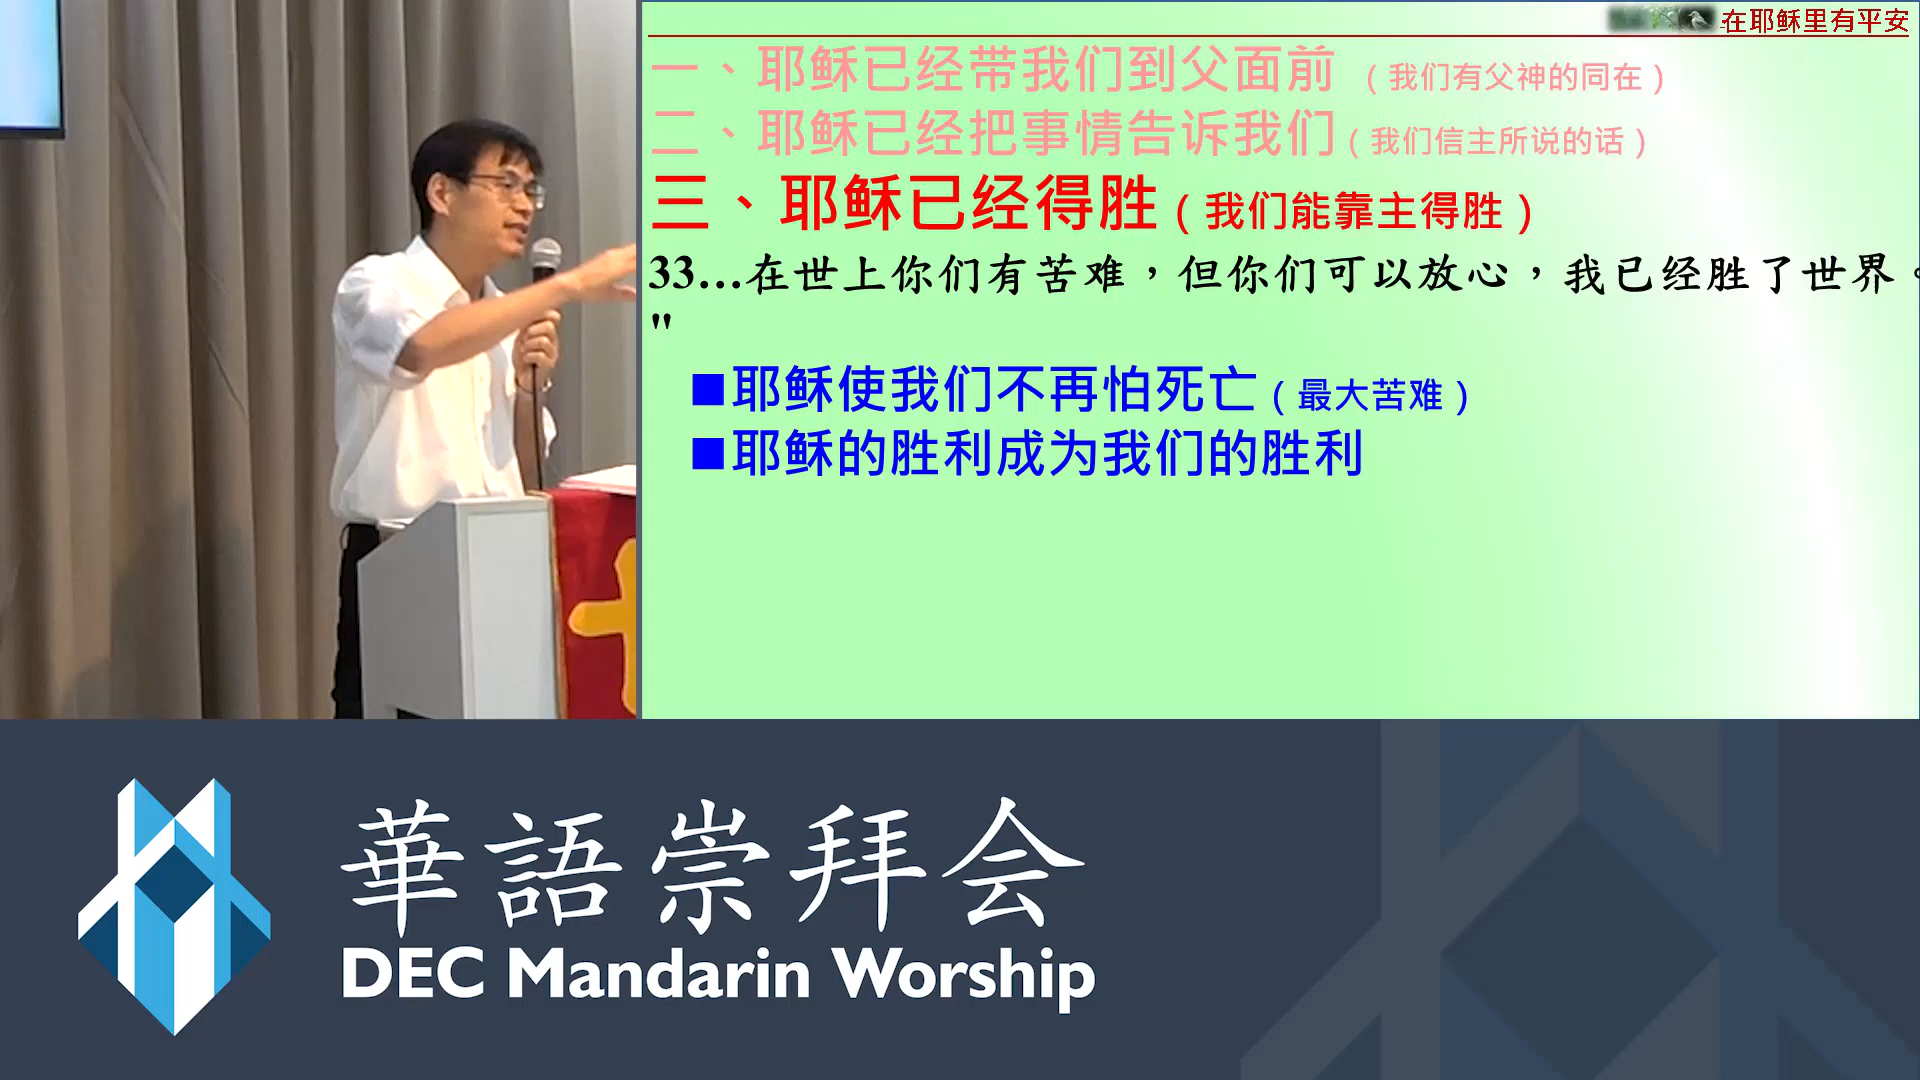 在耶稣里有平安
一、耶稣已经带我们到父面前（我们有父神的同在）
二、耶稣已经把事情告诉我们（我们信主所说的话）
三、耶稣已经得胜（我们能靠主得胜）
33...在世上你们有苦难，但你们可以放心，我已经胜了世界。
"
■耶稣使我们不再怕死亡（最大苦难）
■耶稣的胜利成为我们的胜利
華語崇拜会
DEC Mandarin Worship